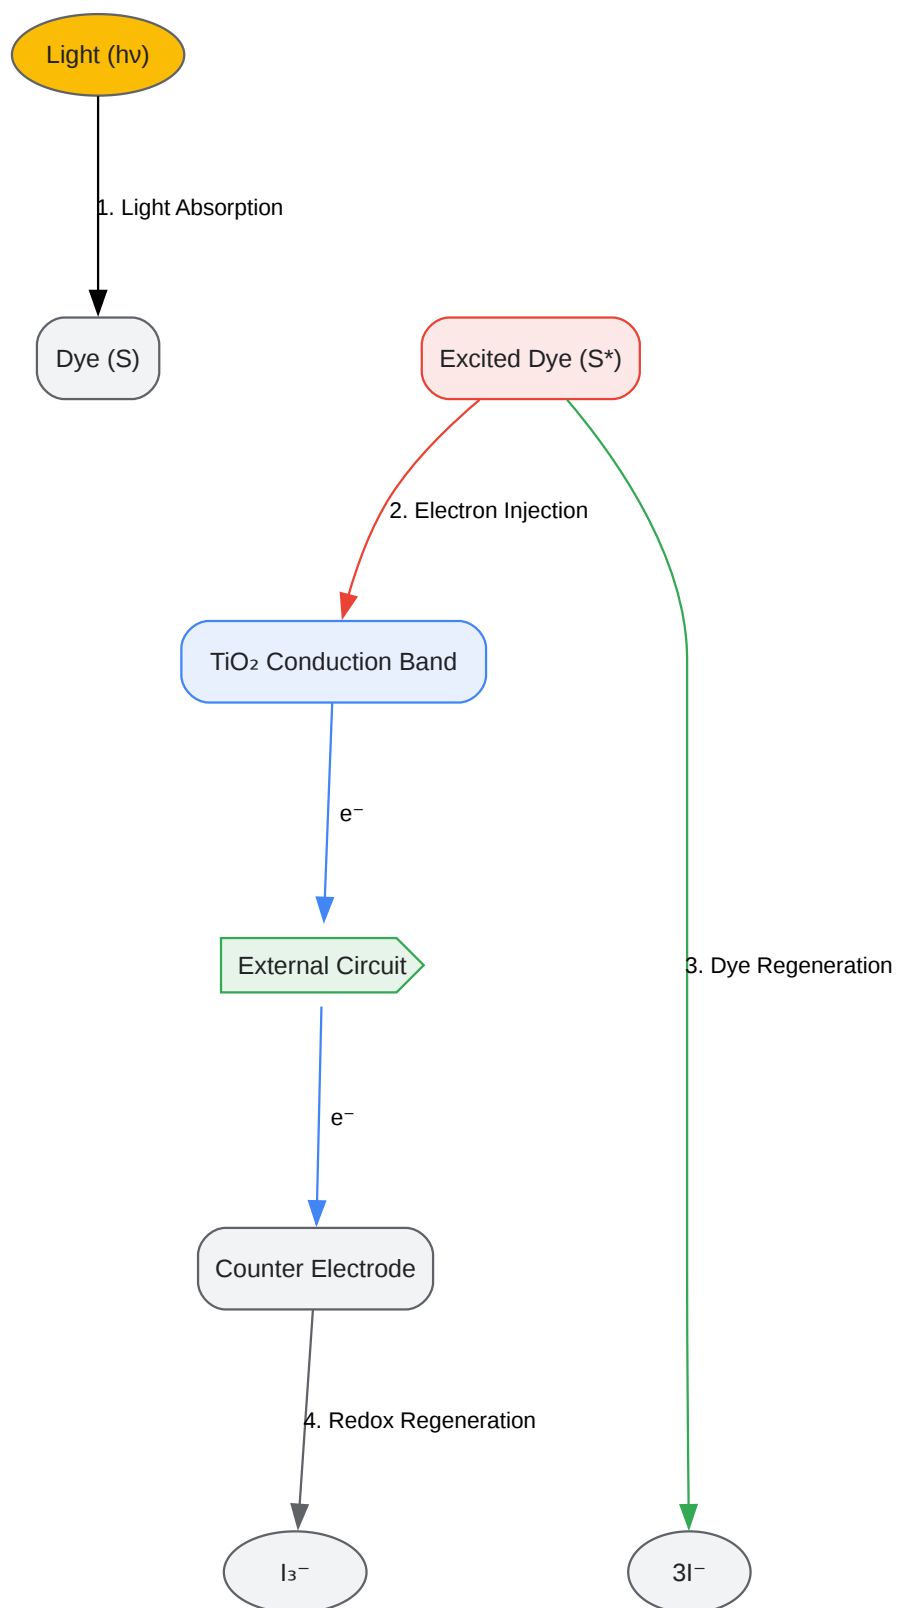 Light (hν)
1. Light Absorption
Dye (S)
Excited Dye (S*)
2. Electron Injection
TiO₂ Conduction Band
e⁻
External Circuit
3. Dye Regeneration
e⁻
Counter Electrode
4. Redox Regeneration
I₃⁻
3I⁻